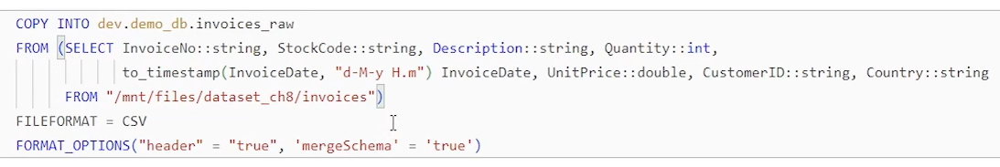 COPY INTO dev.demo_db.invoices_raw
FROM (SELECT InvoiceNo::string, StockCode::string, Description::string, Quantity::int,
to_timestamp(InvoiceDate, "d-M-y H.m") InvoiceDate, UnitPrice::double, CustomerID::string, Country::string
FROM "/mnt/files/dataset_ch8/invoices")
FILEFORMAT = CSV
FORMAT_OPTIONS("header" = "true", 'mergeSchema' = 'true')